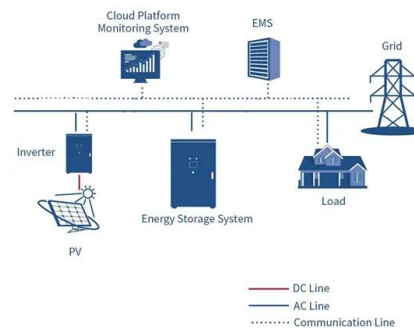 Cloud Platform
Monitoring System
EMS
Grid
Inverter
Energy Storage System
Load
PV
DC Line
AC Line
Communication Line